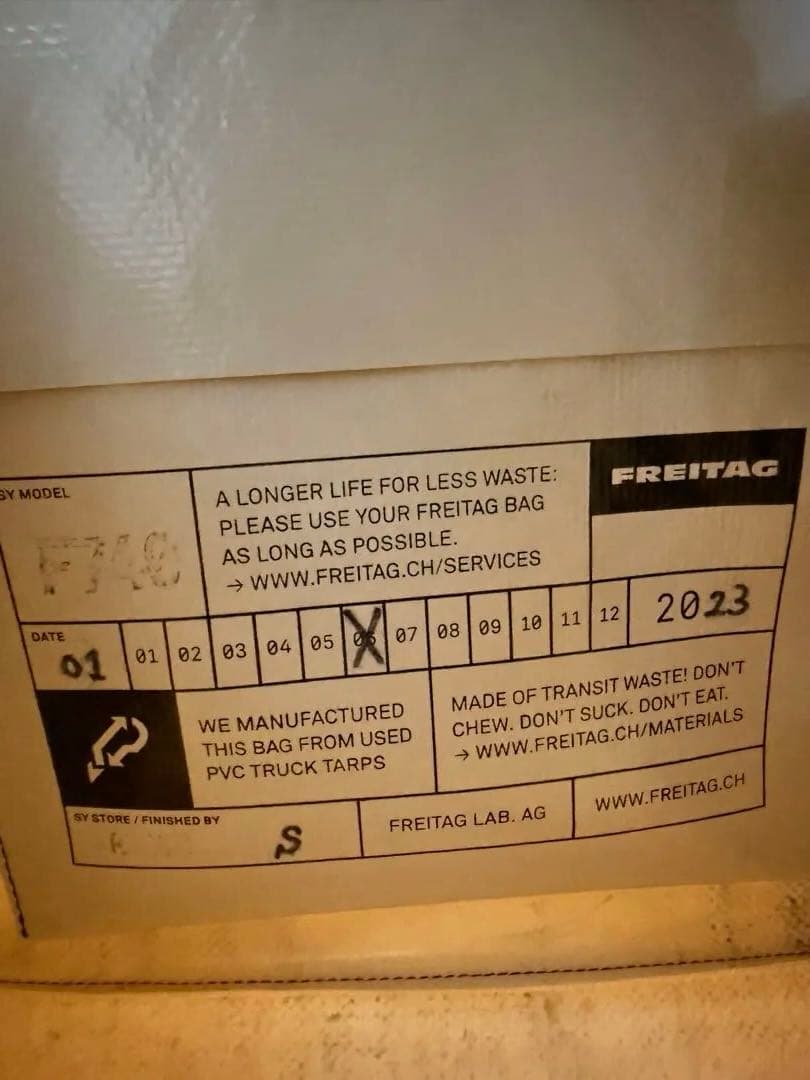 SY MODEL
A LONGER LIFE FOR LESS WASTE:
PLEASE USE YOUR FREITAG BAG
AS LONG AS POSSIBLE.
→ WWW.FREITAG.CH/SERVICES
FREITAG
DATE
01 01 02 03 04 05 06 07 08 09 10 11 12 2023
WE MANUFACTURED
THIS BAG FROM USED
PVC TRUCK TARPS
MADE OF TRANSIT WASTE! DON'T
CHEW. DON'T SUCK. DON'T EAT.
→ WWW.FREITAG.CH/MATERIALS
SY STORE / FINISHED BY
S
FREITAG LAB. AG
WWW.FREITAG.CH